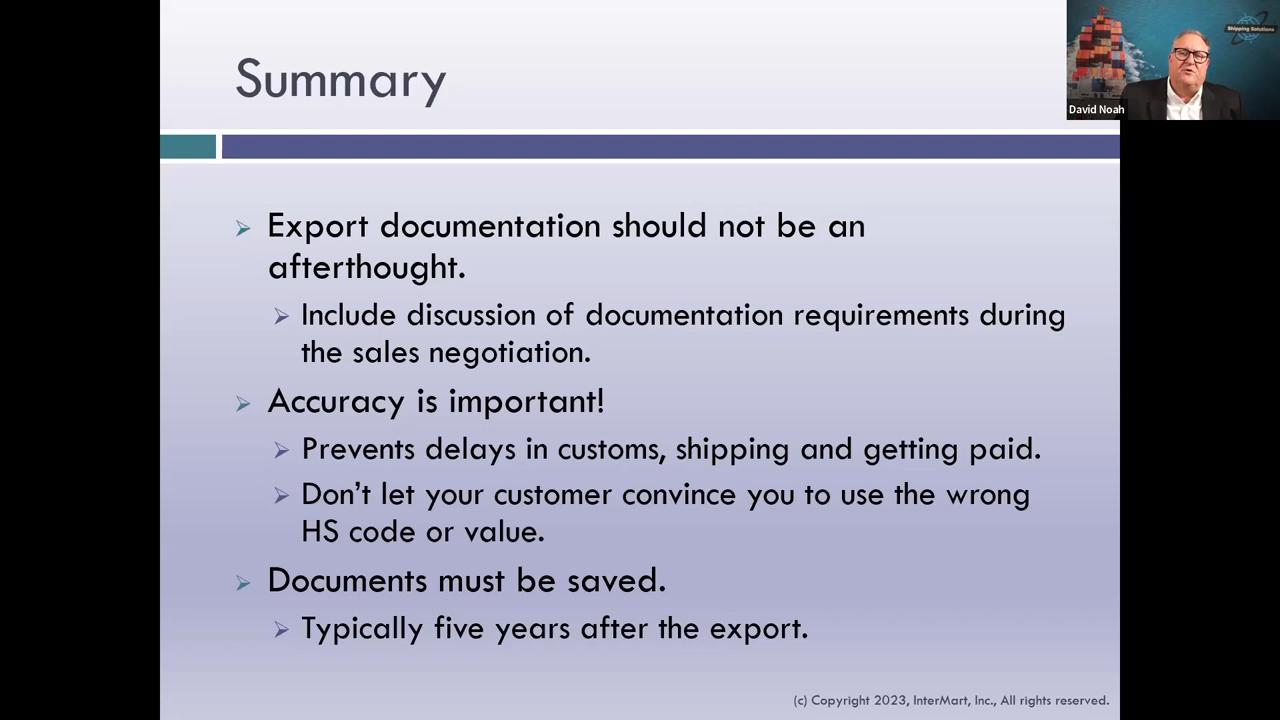 Summary
Shipping Solutions
David Noah
Export documentation should not be an
afterthought.
Include discussion of documentation requirements during
the sales negotiation.
Accuracy is important!
Prevents delays in customs, shipping and getting paid.
Don’t let your customer convince you to use the wrong
HS code or value.
Documents must be saved.
Typically five years after the export.
(c) Copyright 2023, InterMart, Inc., All rights reserved.